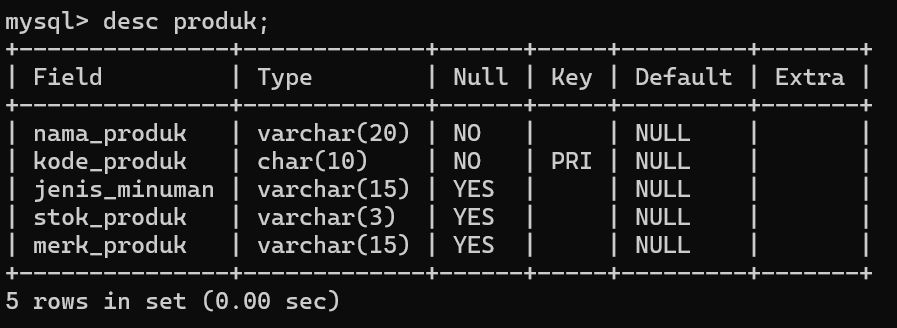 mysql> desc produk;
+---------------+-------------+------+-----+---------+-------+
| Field         | Type        | Null | Key | Default | Extra |
+---------------+-------------+------+-----+---------+-------+
| nama_produk   | varchar(20) | NO   |     | NULL    |       |
| kode_produk   | char(10)    | NO   | PRI | NULL    |       |
| jenis_minuman | varchar(15) | YES  |     | NULL    |       |
| stok_produk   | varchar(3)  | YES  |     | NULL    |       |
| merk_produk   | varchar(15) | YES  |     | NULL    |       |
+---------------+-------------+------+-----+---------+-------+
5 rows in set (0.00 sec)